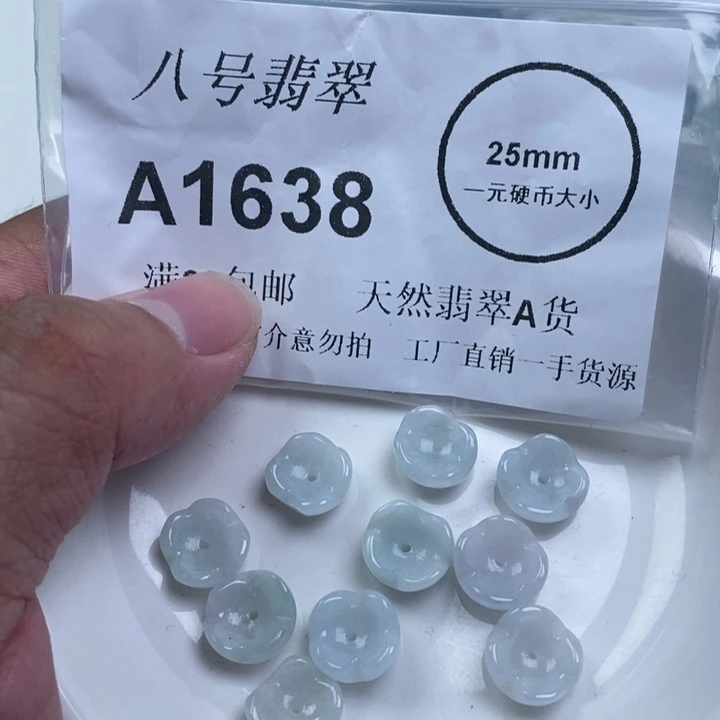 八号翡翠
25mm
一元硬币大小
A1638
满 包邮 天然翡翠A货
介意勿拍 工厂直销一手货源